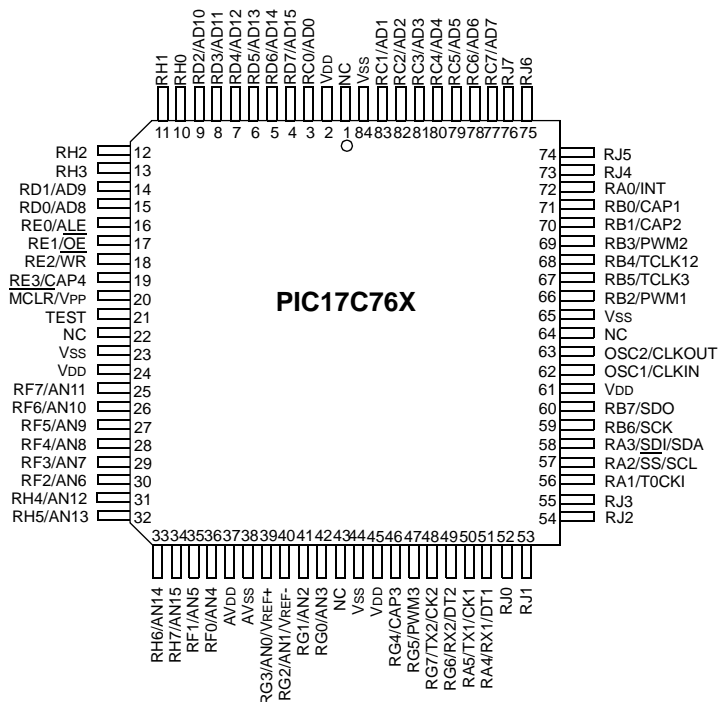 RH1
RH0
RD2/AD10
RD3/AD11
RD4/AD12
RD5/AD13
RD6/AD14
RD7/AD15
RC0/AD0
VDD
NC
VSS
RC1/AD1
RC2/AD2
RC3/AD3
RC4/AD4
RC5/AD5
RC6/AD6
RC7/AD7
RJ7
RJ6
11 10 9 8 7 6 5 4 3 2 1 84 83 82 81 80 79 78 77 76 75
RH2 12
RH3 13
RD1/AD9 14
RD0/AD8 15
RE0/ALE 16
RE1/OE 17
RE2/WR 18
RE3/CAP4 19
MCLR/VPP 20
TEST 21
NC 22
VSS 23
VDD 24
RF7/AN11 25
RF6/AN10 26
RF5/AN9 27
RF4/AN8 28
RF3/AN7 29
RF2/AN6 30
RH4/AN12 31
RH5/AN13 32
PIC17C76X
74 RJ5
73 RJ4
72 RA0/INT
71 RB0/CAP1
70 RB1/CAP2
69 RB3/PWM2
68 RB4/TCLK12
67 RB5/TCLK3
66 RB2/PWM1
65 VSS
64 NC
63 OSC2/CLKOUT
62 OSC1/CLKIN
61 VDD
60 RB7/SDO
59 RB6/SCK
58 RA3/SDI/SDA
57 RA2/SS/SCL
56 RA1/T0CKI
55 RJ3
54 RJ2
33 34 35 36 37 38 39 40 41 42 43 44 45 46 47 48 49 50 51 52 53
RH6/AN14
RH7/AN15
RF1/AN5
RF0/AN4
AVDD
AVSS
RG3/AN0/VREF+
RG2/AN1/VREF-
RG1/AN2
RG0/AN3
NC
VSS
VDD
RG4/CAP3
RG5/PWM3
RG7/TX2/CK2
RG6/RX2/DT2
RA5/TX1/CK1
RA4/RX1/DT1
RJ0
RJ1